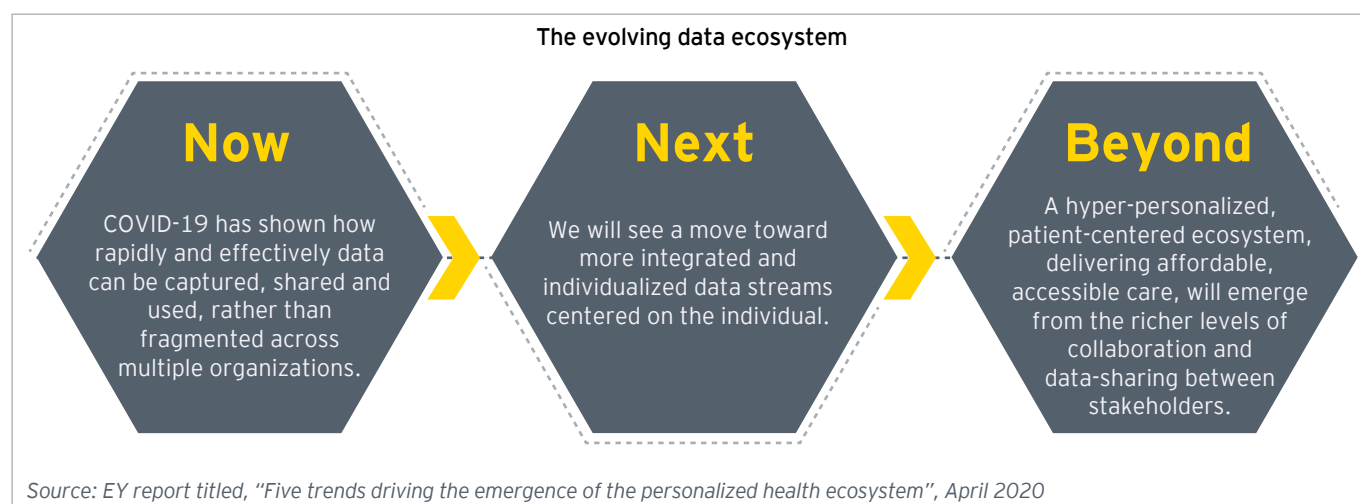 The evolving data ecosystem
Now
COVID-19 has shown how
rapidly and effectively data
can be captured, shared and
used, rather than
fragmented across
multiple organizations.
Next
We will see a move toward
more integrated and
individualized data streams
centered on the individual.
Beyond
A hyper-personalized,
patient-centered ecosystem,
delivering affordable,
accessible care, will emerge
from the richer levels of
collaboration and
data-sharing between
stakeholders.
Source: EY report titled, “Five trends driving the emergence of the personalized health ecosystem”, April 2020